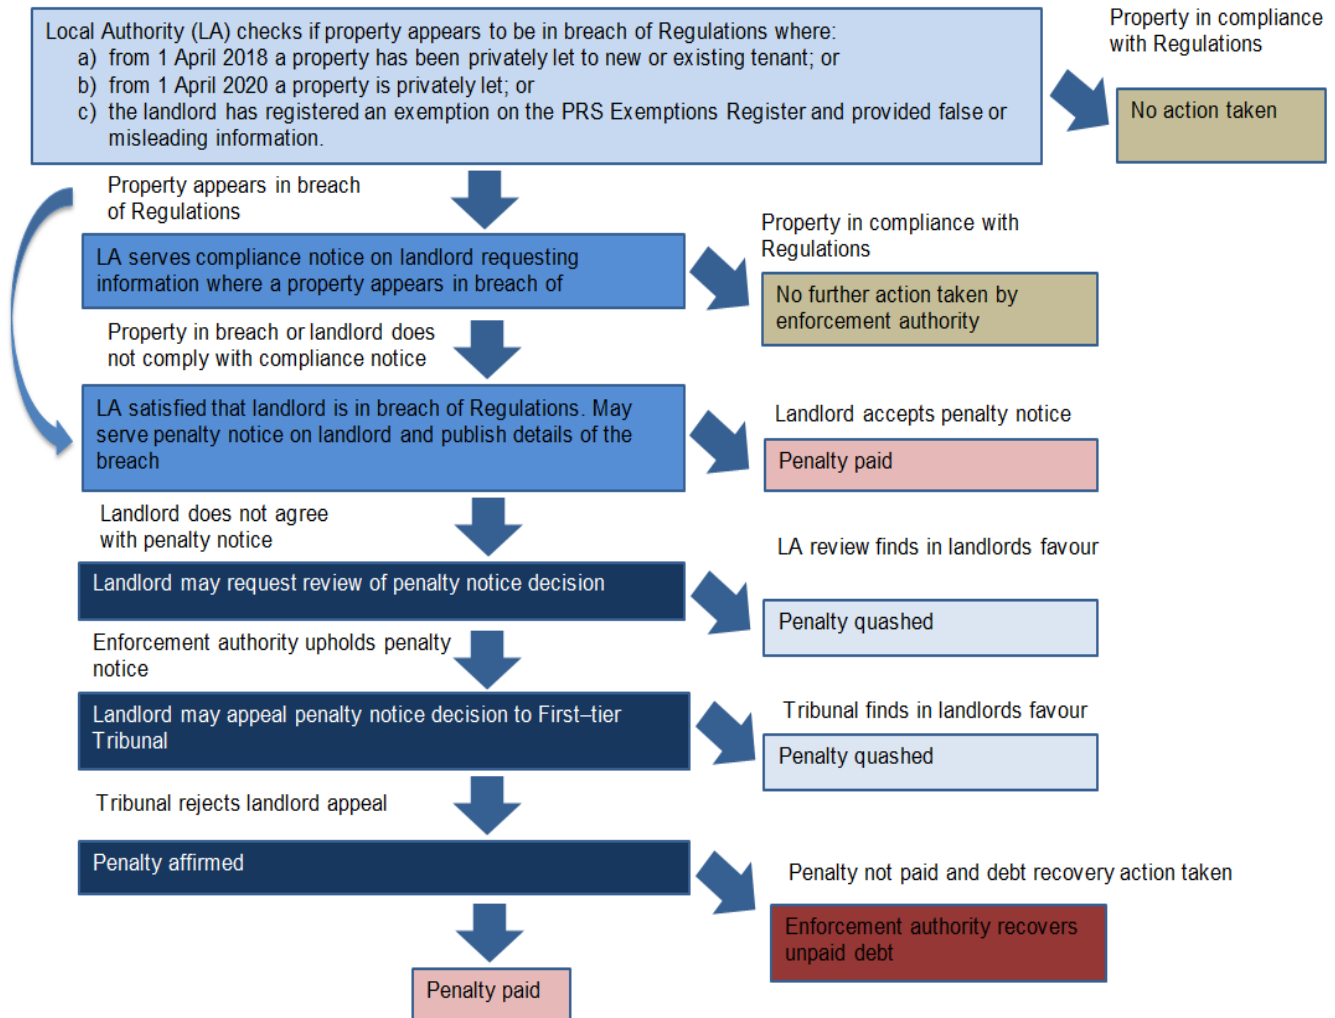 Local Authority (LA) checks if property appears to be in breach of Regulations where:
a) from 1 April 2018 a property has been privately let to new or existing tenant; or
b) from 1 April 2020 a property is privately let; or
c) the landlord has registered an exemption on the PRS Exemptions Register and provided false or
misleading information.
Property in compliance
with Regulations
No action taken
Property appears in breach
of Regulations
LA serves compliance notice on landlord requesting
information where a property appears in breach of
Property in compliance with
Regulations
No further action taken by
enforcement authority
Property in breach or landlord does
not comply with compliance notice
LA satisfied that landlord is in breach of Regulations. May
serve penalty notice on landlord and publish details of the
breach
Landlord accepts penalty notice
Penalty paid
Landlord does not agree
with penalty notice
Landlord may request review of penalty notice decision
LA review finds in landlords favour
Penalty quashed
Enforcement authority upholds penalty
notice
Landlord may appeal penalty notice decision to First–tier
Tribunal
Tribunal finds in landlords favour
Penalty quashed
Tribunal rejects landlord appeal
Penalty affirmed
Penalty not paid and debt recovery action taken
Enforcement authority recovers
unpaid debt
Penalty paid